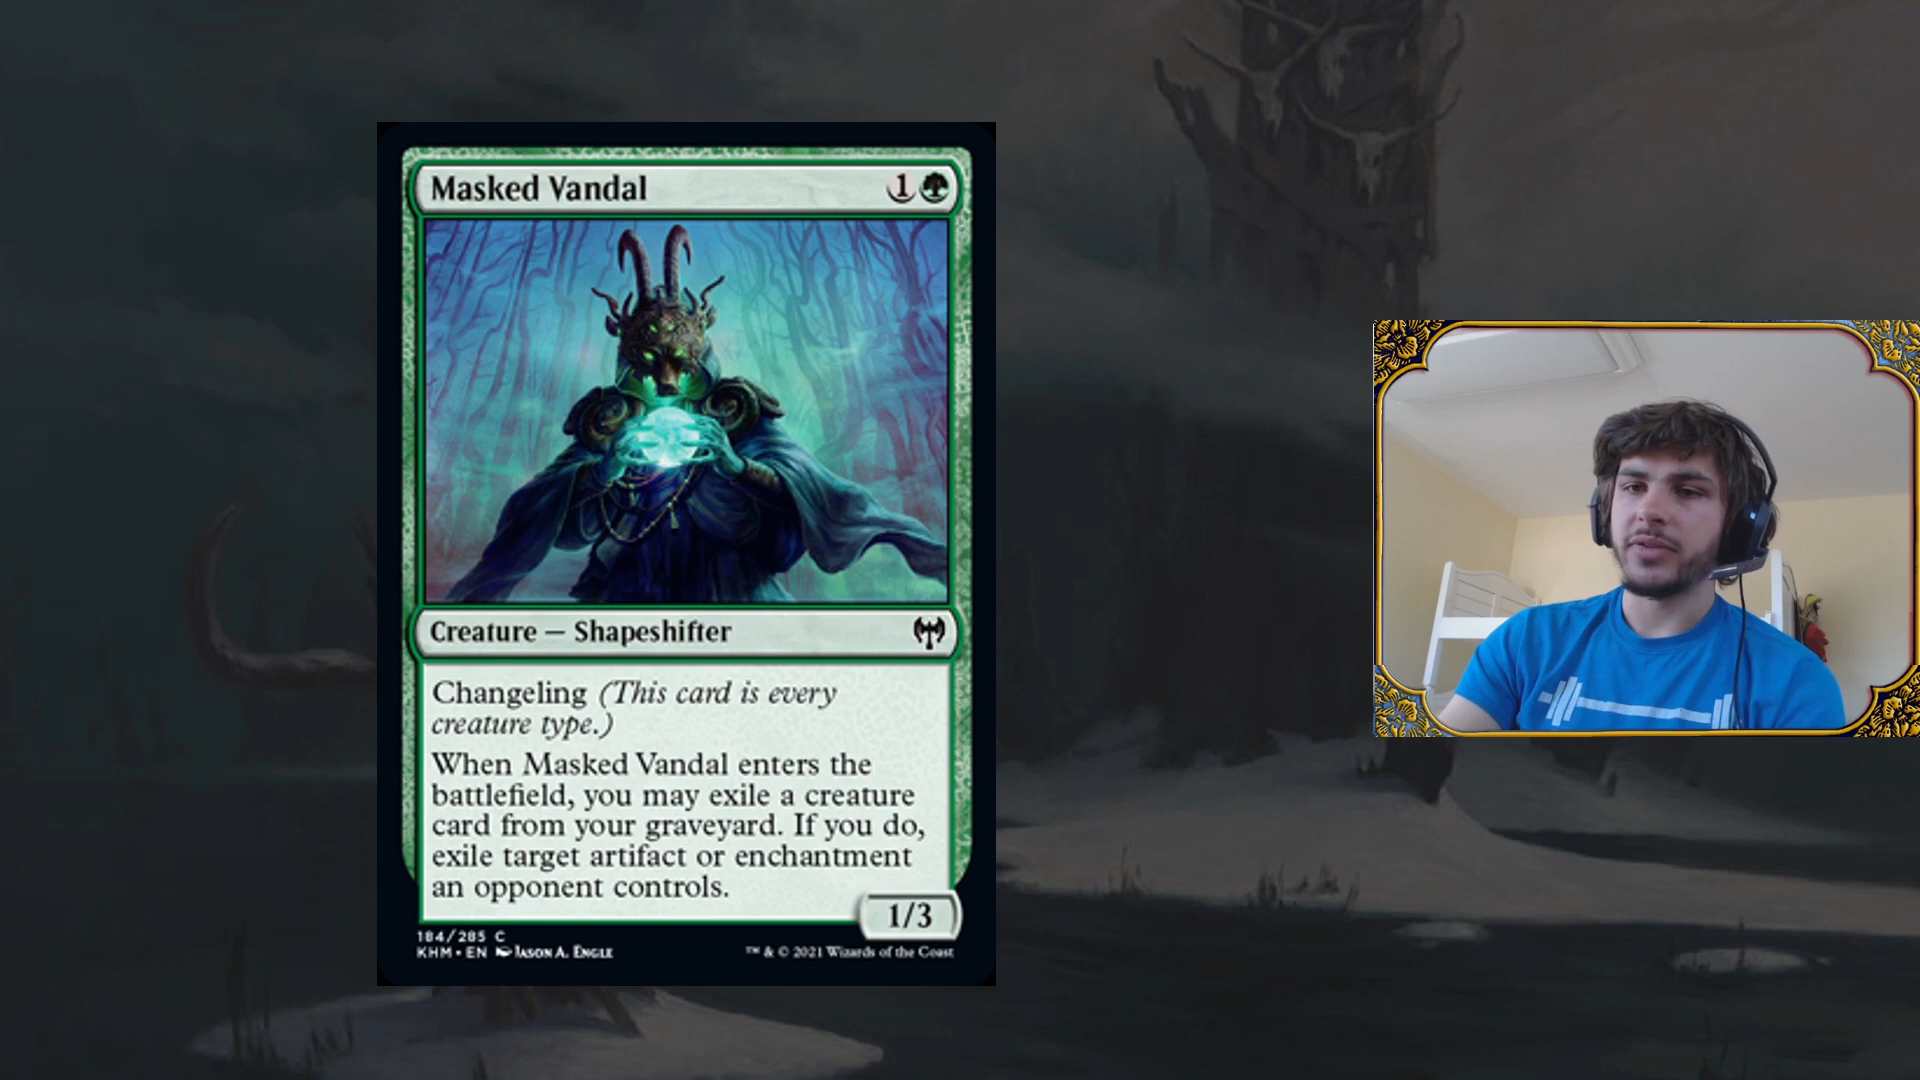 Masked Vandal 1
Creature — Shapeshifter
Changeling (This card is every
creature type.)
When Masked Vandal enters the
battlefield, you may exile a creature
card from your graveyard. If you do,
exile target artifact or enchantment
an opponent controls.
1/3
184/285 C
KHM • EN Jason A. Engle ™ & © 2021 Wizards of the Coast